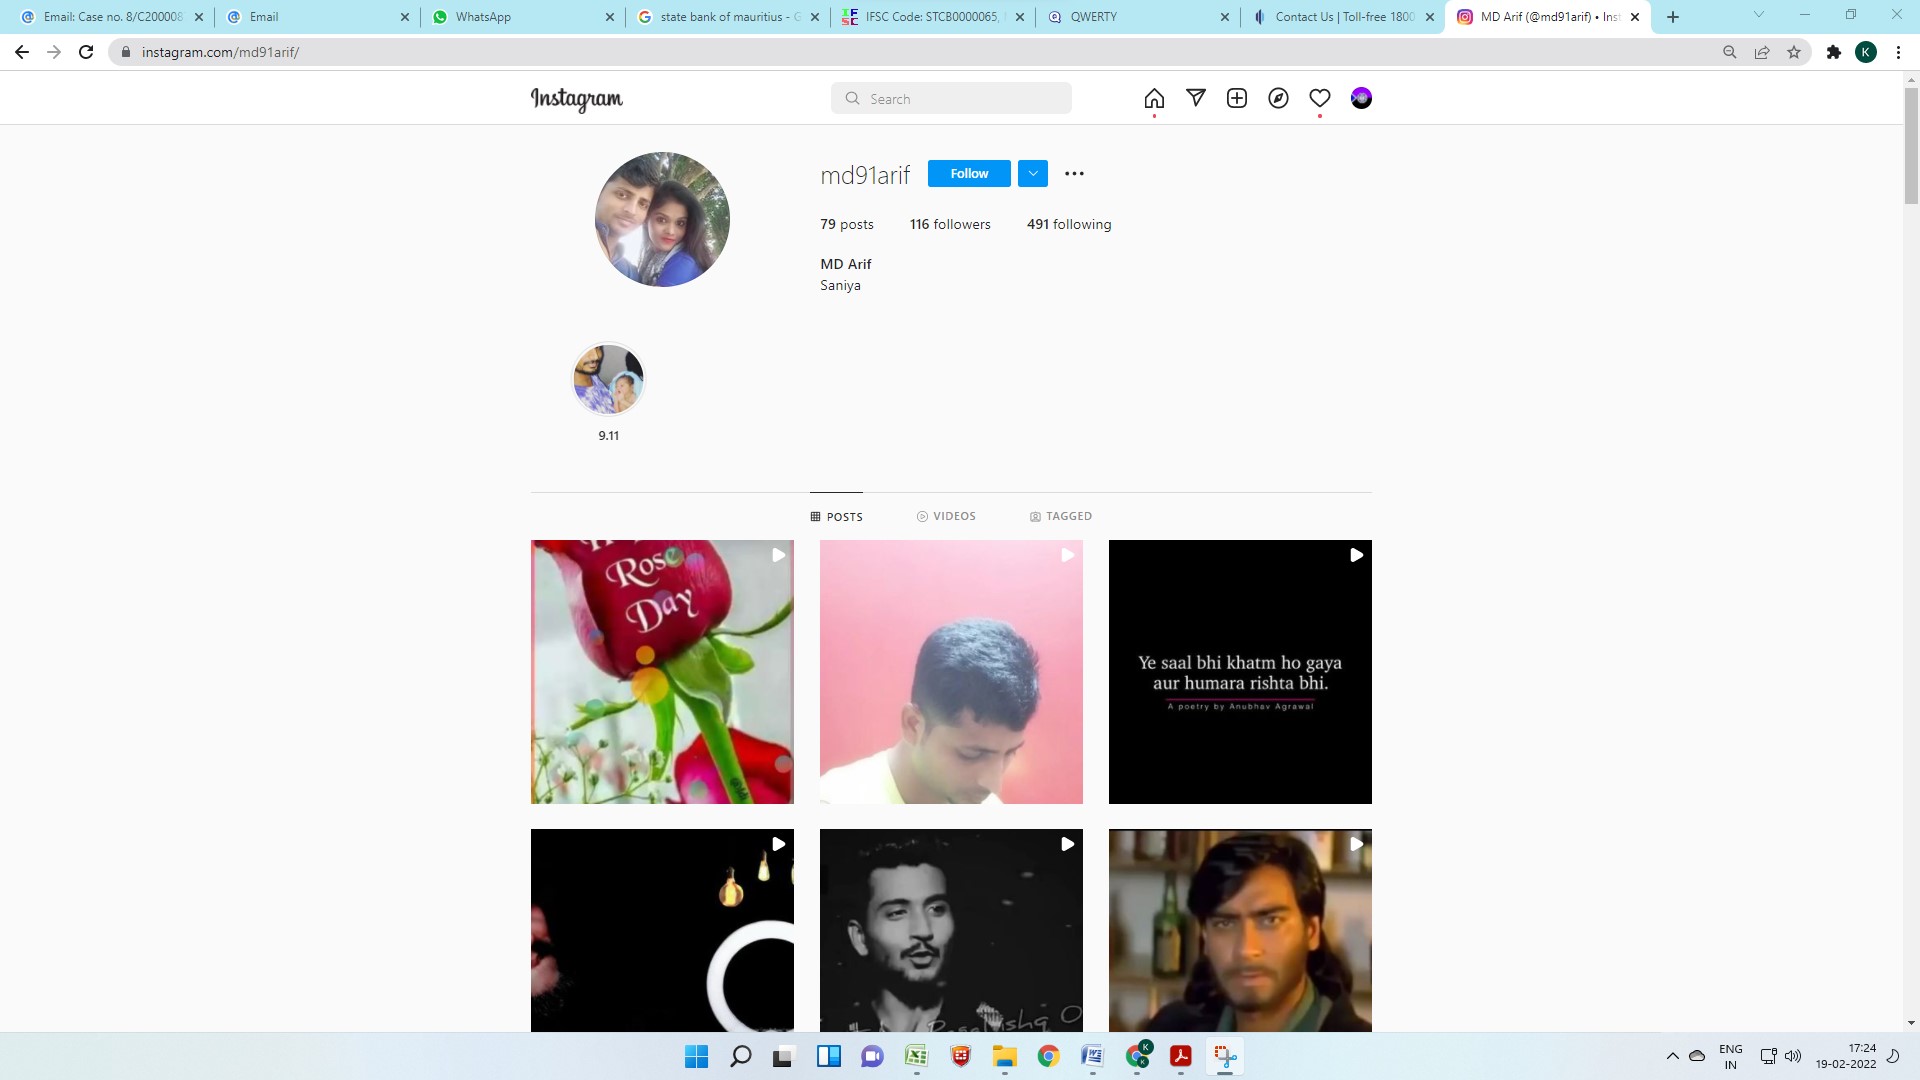 Email: Case no. 8/C200008
Email
WhatsApp
state bank of mauritius - G
IFSC Code: STCB0000065,
QWERTY
Contact Us | Toll-free 1800
MD Arif (@md91arif) • Inst
instagram.com/md91arif/
K
Instagram
Search
md91arif
Follow
79 posts
116 followers
491 following
MD Arif
Saniya
9.11
POSTS
VIDEOS
TAGGED
Rose
Day
Ye saal bhi khatm ho gaya
aur humara rishta bhi.
A poetry by Anubhav Agrawal
ENG
IN
17:24
19-02-2022